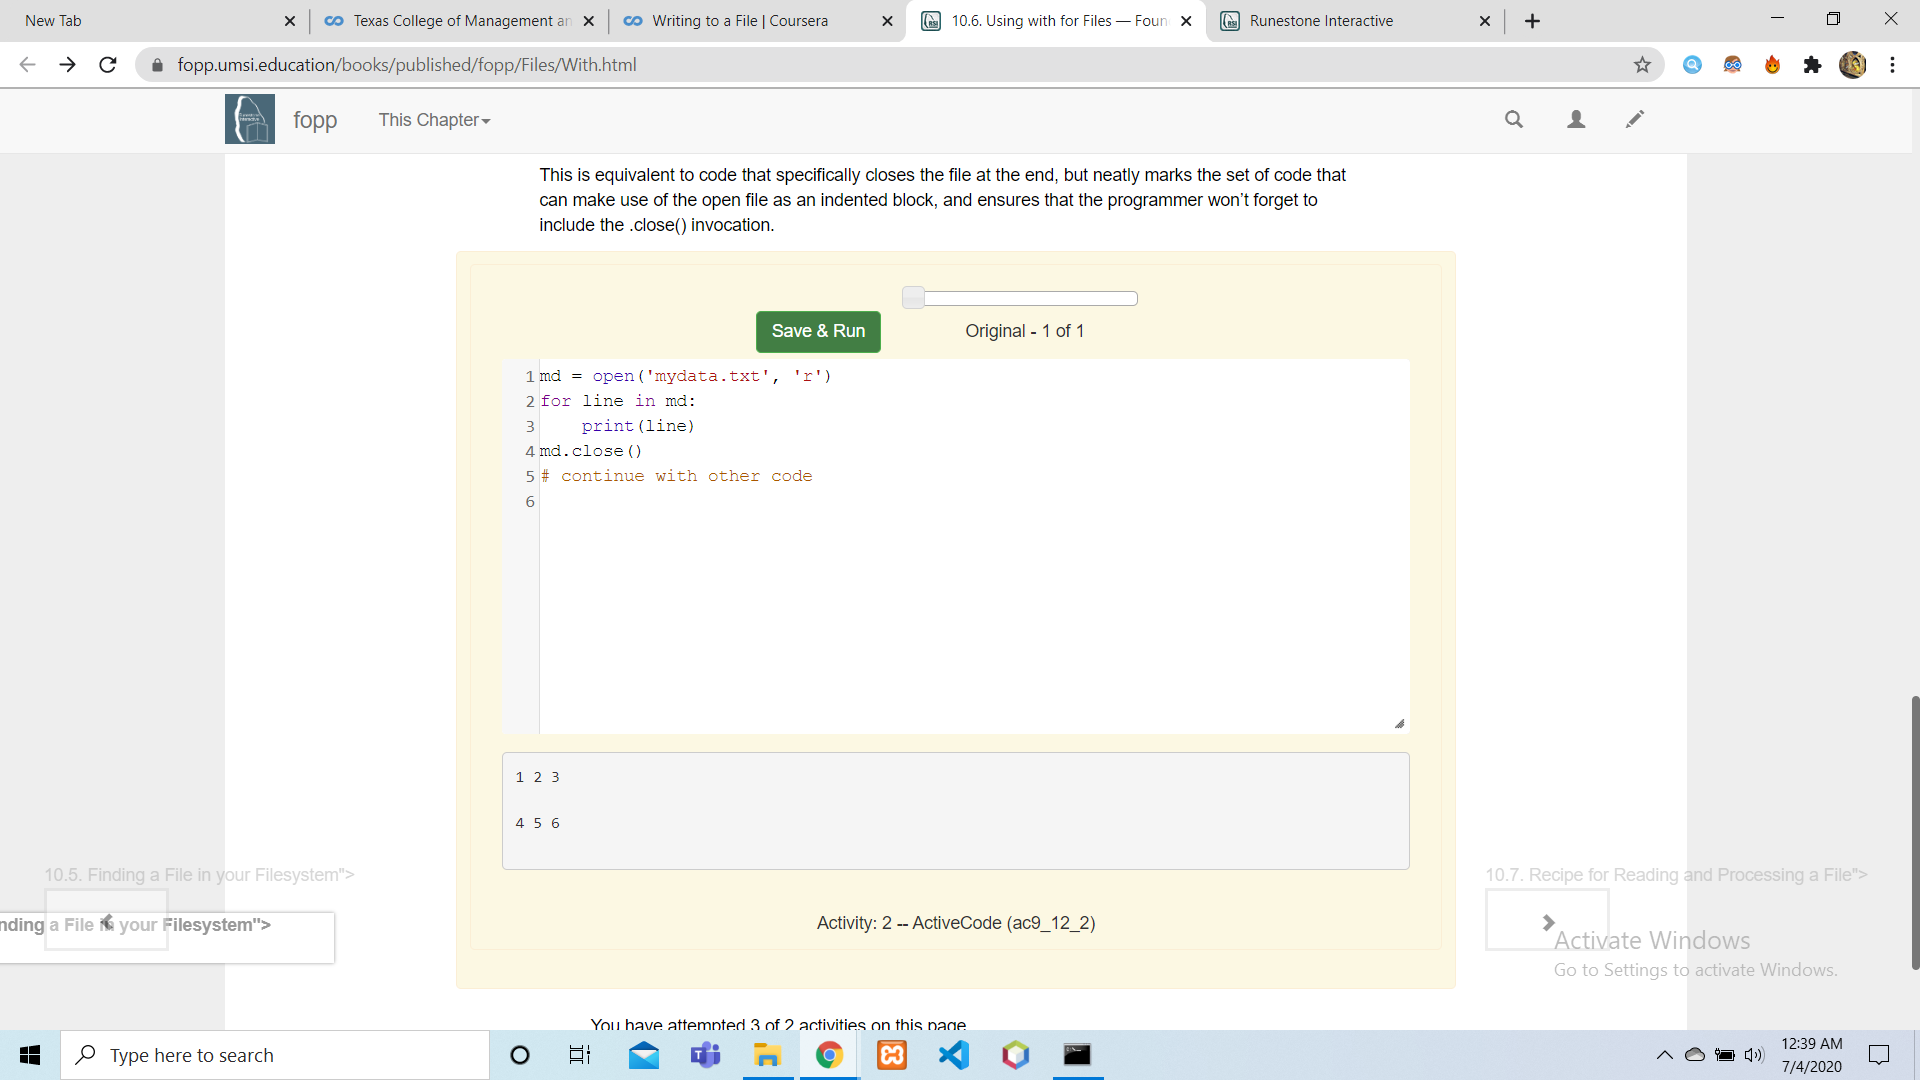 New Tab
Texas College of Management an
Writing to a File | Coursera
10.6. Using with for Files — Foun
Runestone Interactive
fopp.umsi.education/books/published/fopp/Files/With.html
fopp
This Chapter
This is equivalent to code that specifically closes the file at the end, but neatly marks the set of code that
can make use of the open file as an indented block, and ensures that the programmer won't forget to
include the .close() invocation.
Save & Run
Original - 1 of 1
1 md = open('mydata.txt', 'r')
2 for line in md:
3     print(line)
4 md.close()
5 # continue with other code
6
1 2 3
4 5 6
10.5. Finding a File in your Filesystem">
nding a File in your Filesystem">
10.7. Recipe for Reading and Processing a File">
Activity: 2 -- ActiveCode (ac9_12_2)
Activate Windows
Go to Settings to activate Windows.
You have attempted 3 of 2 activities on this page
Type here to search
12:39 AM
7/4/2020